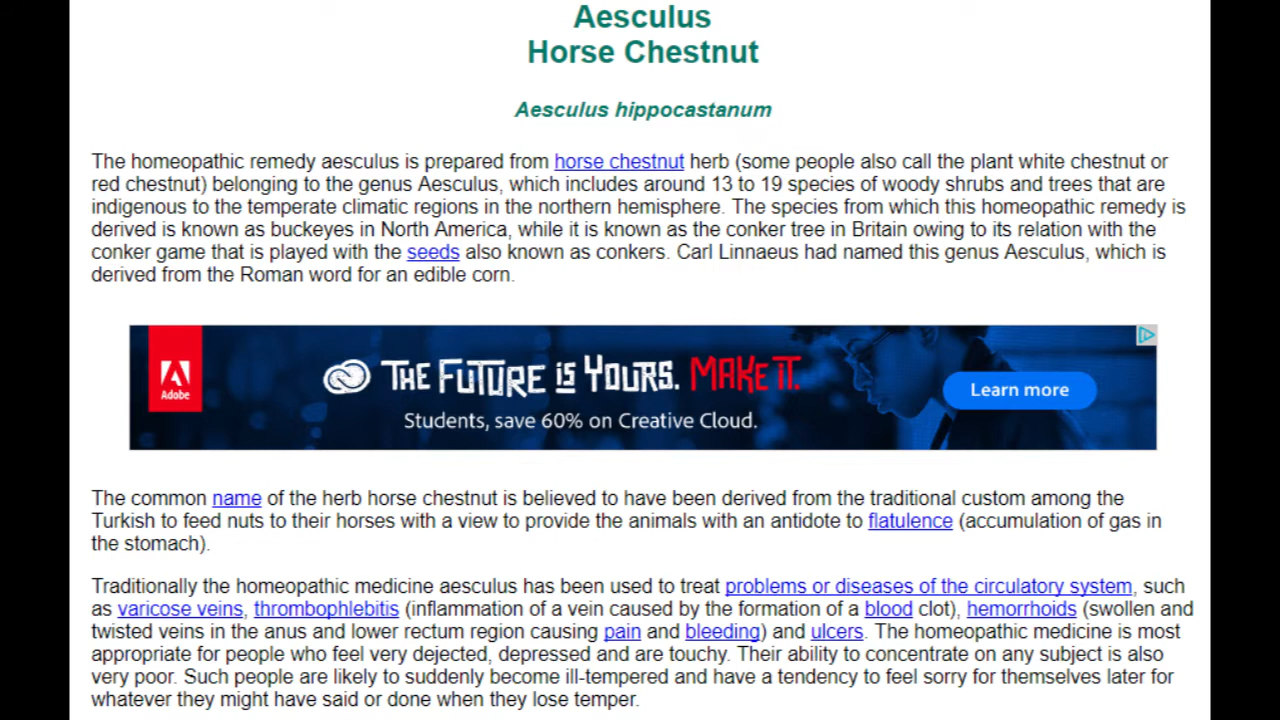 Aesculus
Horse Chestnut
Aesculus hippocastanum
The homeopathic remedy aesculus is prepared from horse chestnut herb (some people also call the plant white chestnut or
red chestnut) belonging to the genus Aesculus, which includes around 13 to 19 species of woody shrubs and trees that are
indigenous to the temperate climatic regions in the northern hemisphere. The species from which this homeopathic remedy is
derived is known as buckeyes in North America, while it is known as the conker tree in Britain owing to its relation with the
conker game that is played with the seeds also known as conkers. Carl Linnaeus had named this genus Aesculus, which is
derived from the Roman word for an edible corn.
Adobe
THE FUTURE IS YOURS. MAKE IT.
Students, save 60% on Creative Cloud.
Learn more
The common name of the herb horse chestnut is believed to have been derived from the traditional custom among the
Turkish to feed nuts to their horses with a view to provide the animals with an antidote to flatulence (accumulation of gas in
the stomach).
Traditionally the homeopathic medicine aesculus has been used to treat problems or diseases of the circulatory system, such
as varicose veins, thrombophlebitis (inflammation of a vein caused by the formation of a blood clot), hemorrhoids (swollen and
twisted veins in the anus and lower rectum region causing pain and bleeding) and ulcers. The homeopathic medicine is most
appropriate for people who feel very dejected, depressed and are touchy. Their ability to concentrate on any subject is also
very poor. Such people are likely to suddenly become ill-tempered and have a tendency to feel sorry for themselves later for
whatever they might have said or done when they lose temper.